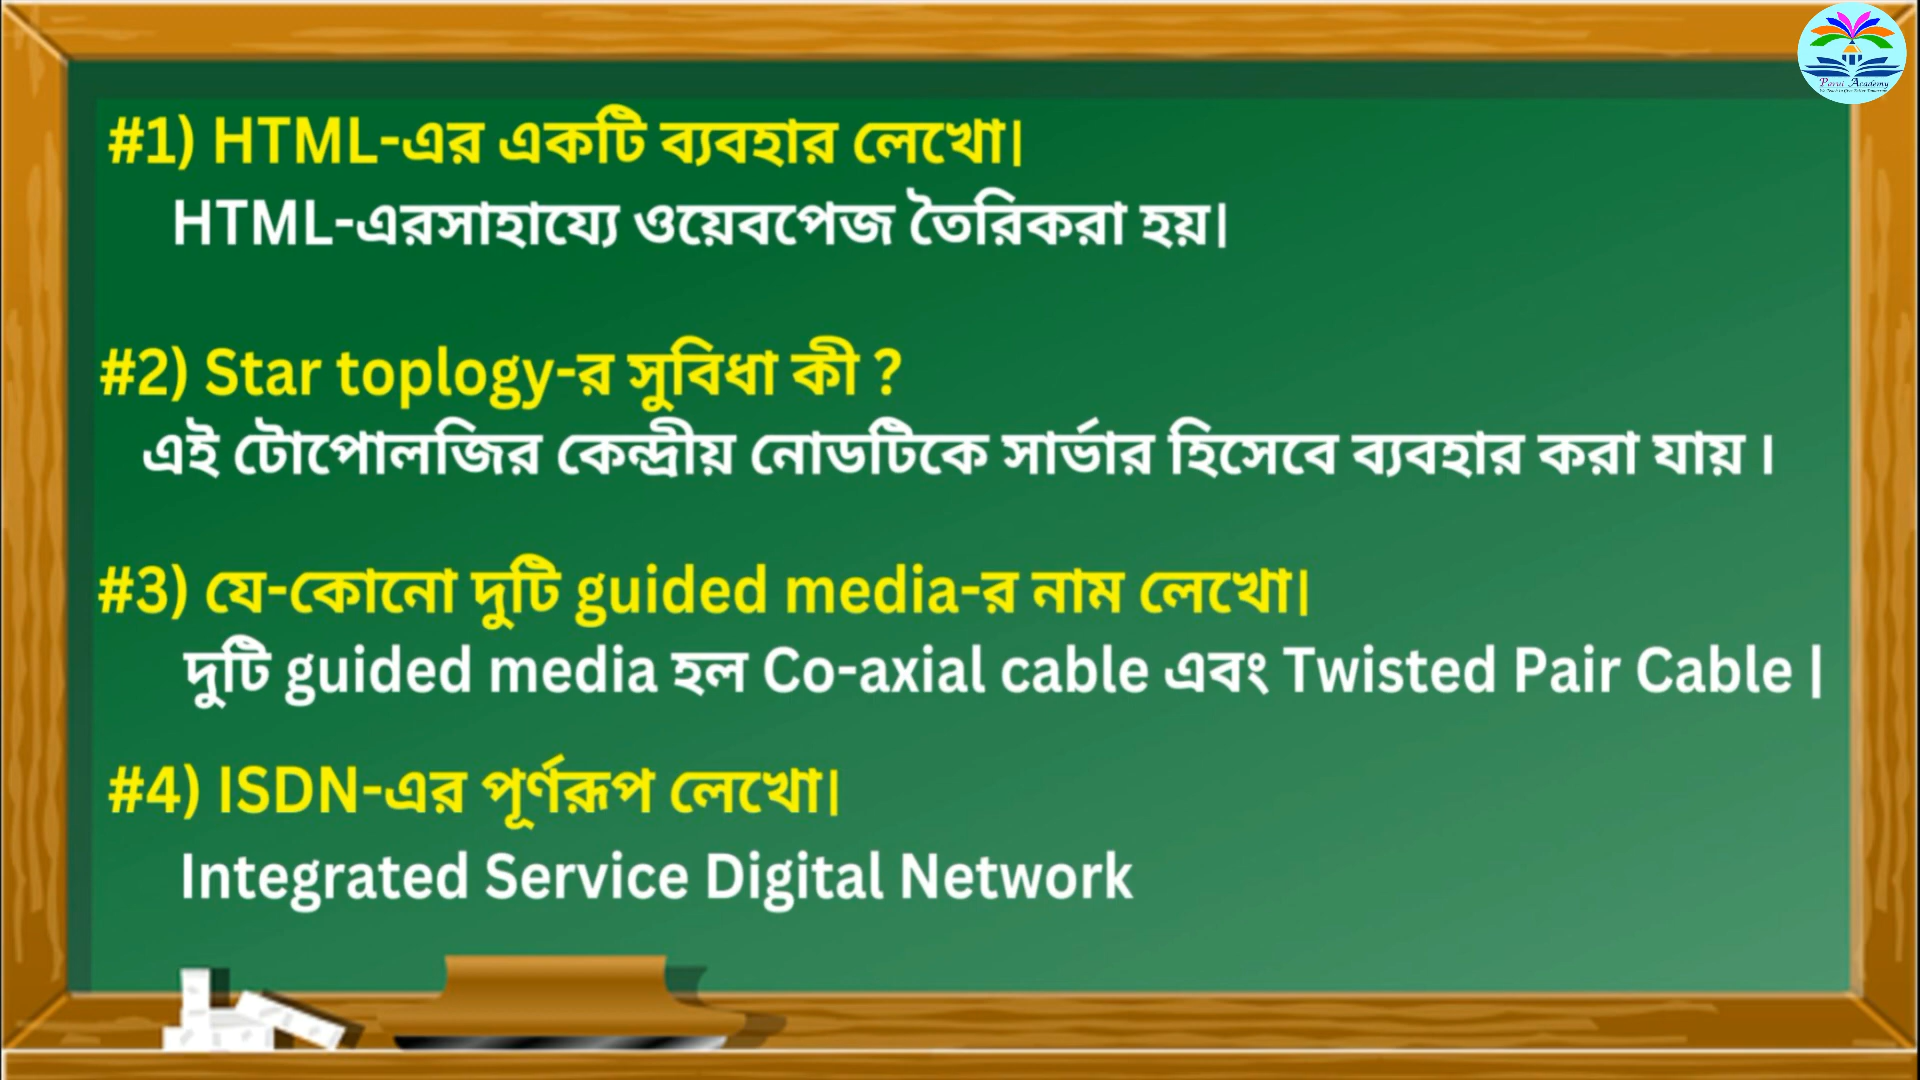 Parul Academy
#1) HTML-এর একটি ব্যবহার লেখো|
HTML-এরসাহায্যে ওয়েবপেজ তৈরিকরা হয়|
#2) Star toplogy-র সুবিধা কী ?
এই টোপোলজির কেন্দ্রীয় নোডটিকে সার্ভার হিসেবে ব্যবহার করা যায় ।
#3) যে-কোনো দুটি guided media-র নাম লেখো|
দুটি guided media হল Co-axial cable এবং Twisted Pair Cable |
#4) ISDN-এর পূর্ণরূপ লেখো|
Integrated Service Digital Network